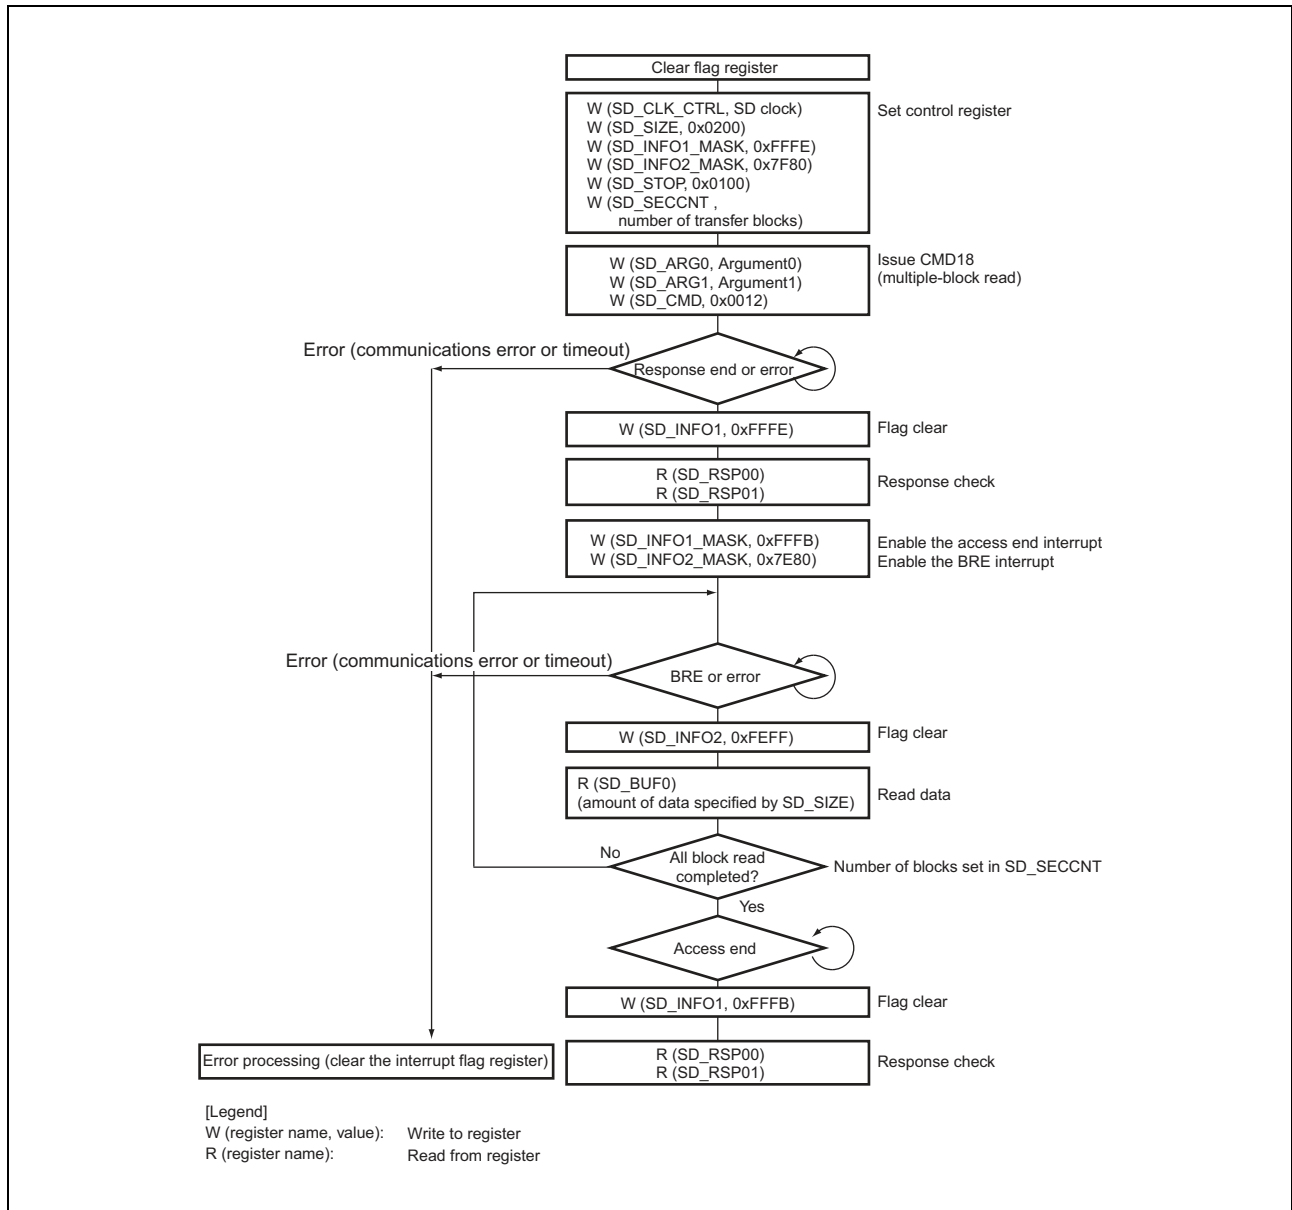 Clear flag register
W (SD_CLK_CTRL, SD clock)
W (SD_SIZE, 0x0200)
W (SD_INFO1_MASK, 0xFFFE)
W (SD_INFO2_MASK, 0x7F80)
W (SD_STOP, 0x0100)
W (SD_SECCNT ,
number of transfer blocks)
Set control register
W (SD_ARG0, Argument0)
W (SD_ARG1, Argument1)
W (SD_CMD, 0x0012)
Issue CMD18
(multiple-block read)
Error (communications error or timeout)
Response end or error
W (SD_INFO1, 0xFFFE)
Flag clear
R (SD_RSP00)
R (SD_RSP01)
Response check
W (SD_INFO1_MASK, 0xFFFB)
W (SD_INFO2_MASK, 0x7E80)
Enable the access end interrupt
Enable the BRE interrupt
Error (communications error or timeout)
BRE or error
W (SD_INFO2, 0xFEFF)
Flag clear
R (SD_BUF0)
(amount of data specified by SD_SIZE)
Read data
No
All block read
completed?
Number of blocks set in SD_SECCNT
Yes
Access end
W (SD_INFO1, 0xFFFB)
Flag clear
Error processing (clear the interrupt flag register)
R (SD_RSP00)
R (SD_RSP01)
Response check
[Legend]
W (register name, value): Write to register
R (register name): Read from register